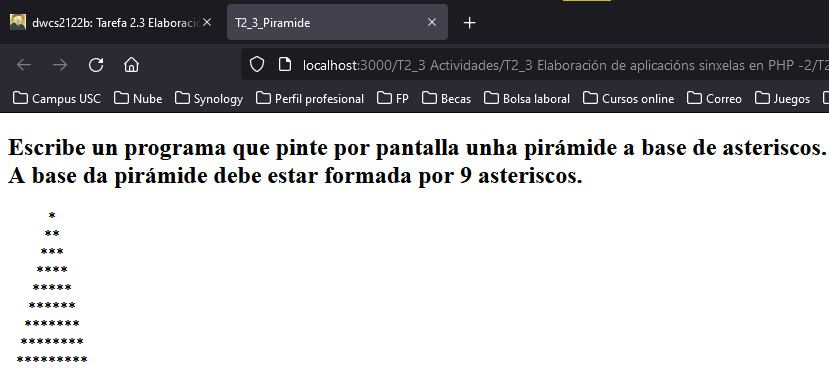 dwcs2122b: Tarefa 2.3 Elaboració
T2_3_Piramide
localhost:3000/T2_3 Actividades/T2_3 Elaboración de aplicacións sinxelas en PHP -2/T2
Campus USC Nube Synology Perfil profesional FP Becas Bolsa laboral Cursos online Correo Juegos
Escribe un programa que pinte por pantalla unha pirámide a base de asteriscos.
A base da pirámide debe estar formada por 9 asteriscos.
*
**
***
****
*****
******
*******
********
*********